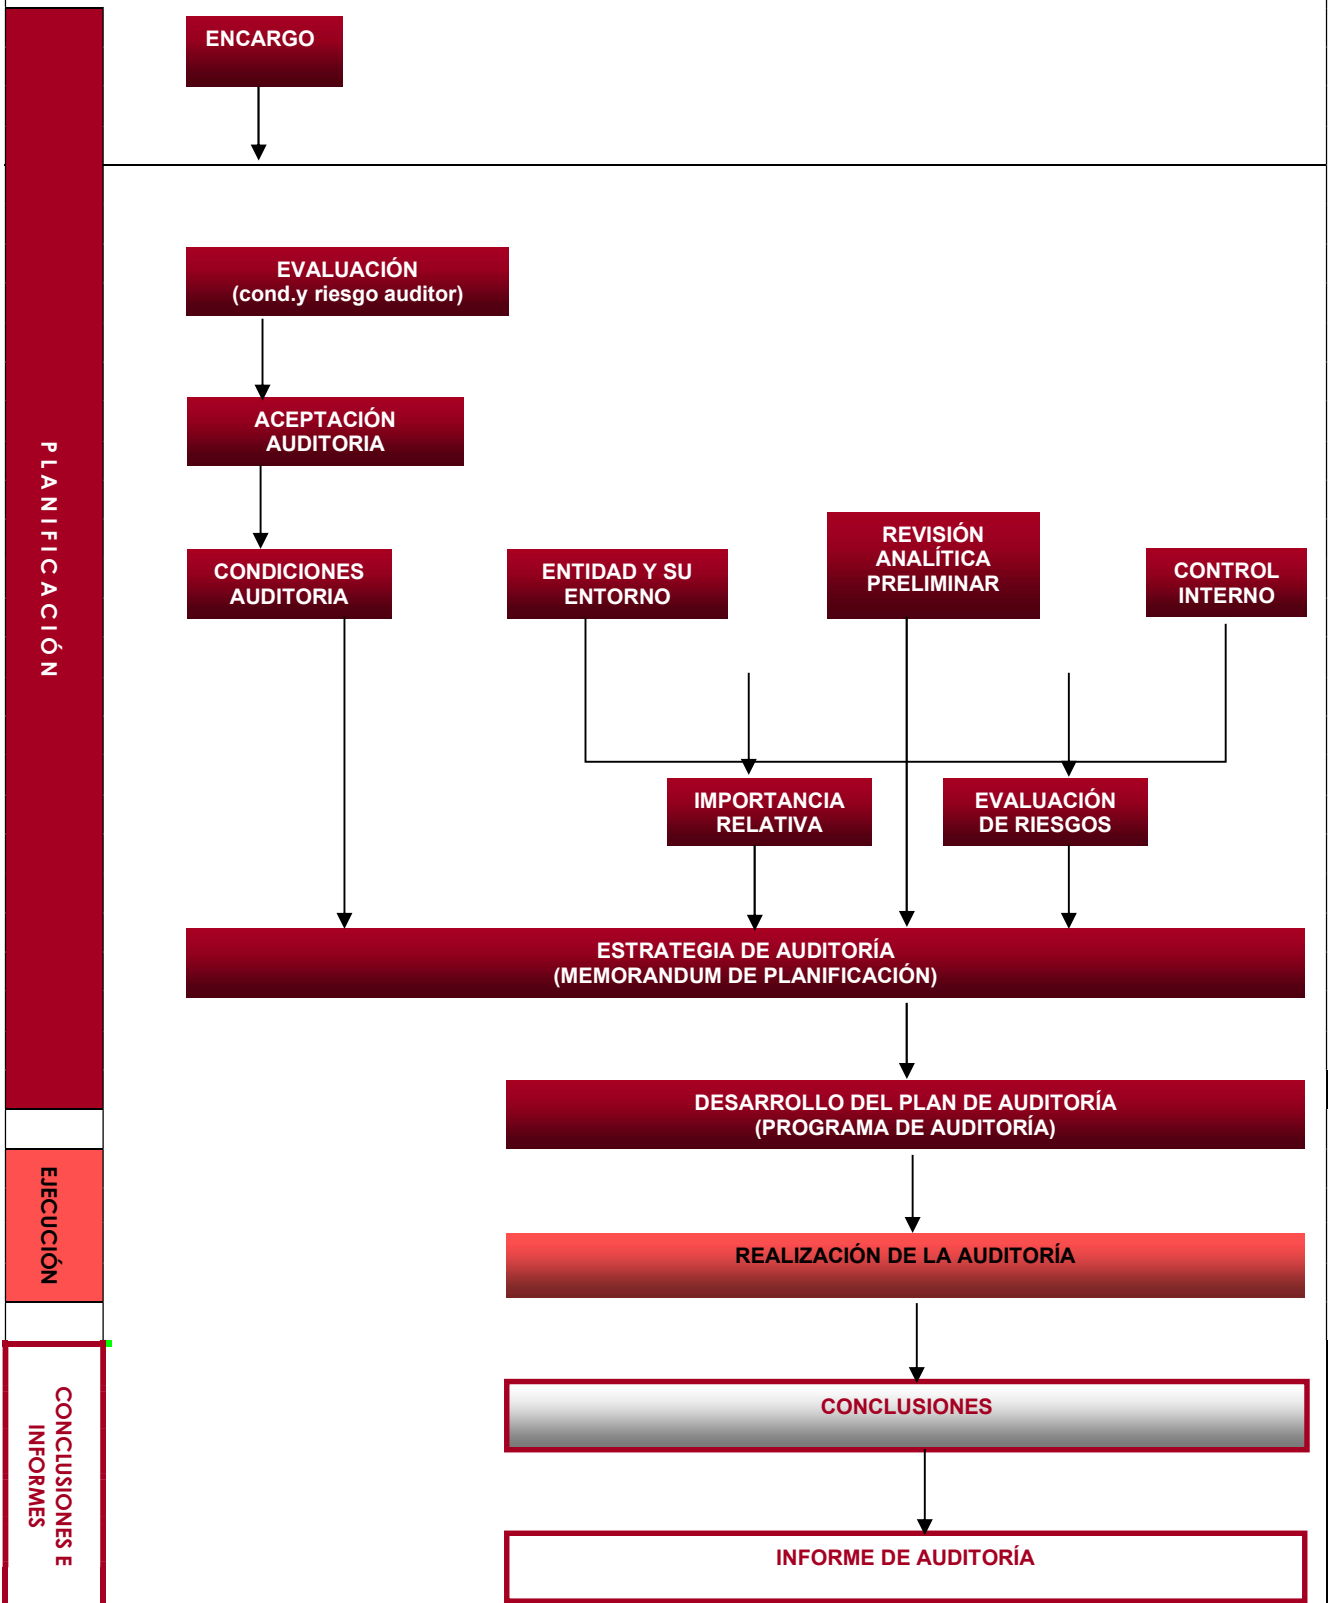 ENCARGO
EVALUACIÓN
(cond.y riesgo auditor)
ACEPTACIÓN
AUDITORIA
PLANIFICACIÓN
CONDICIONES
AUDITORIA
ENTIDAD Y SU
ENTORNO
REVISIÓN
ANALÍTICA
PRELIMINAR
CONTROL
INTERNO
IMPORTANCIA
RELATIVA
EVALUACIÓN
DE RIESGOS
ESTRATEGIA DE AUDITORÍA
(MEMORANDUM DE PLANIFICACIÓN)
DESARROLLO DEL PLAN DE AUDITORÍA
(PROGRAMA DE AUDITORÍA)
EJECUCIÓN
REALIZACIÓN DE LA AUDITORÍA
CONCLUSIONES E
INFORMES
CONCLUSIONES
INFORME DE AUDITORÍA